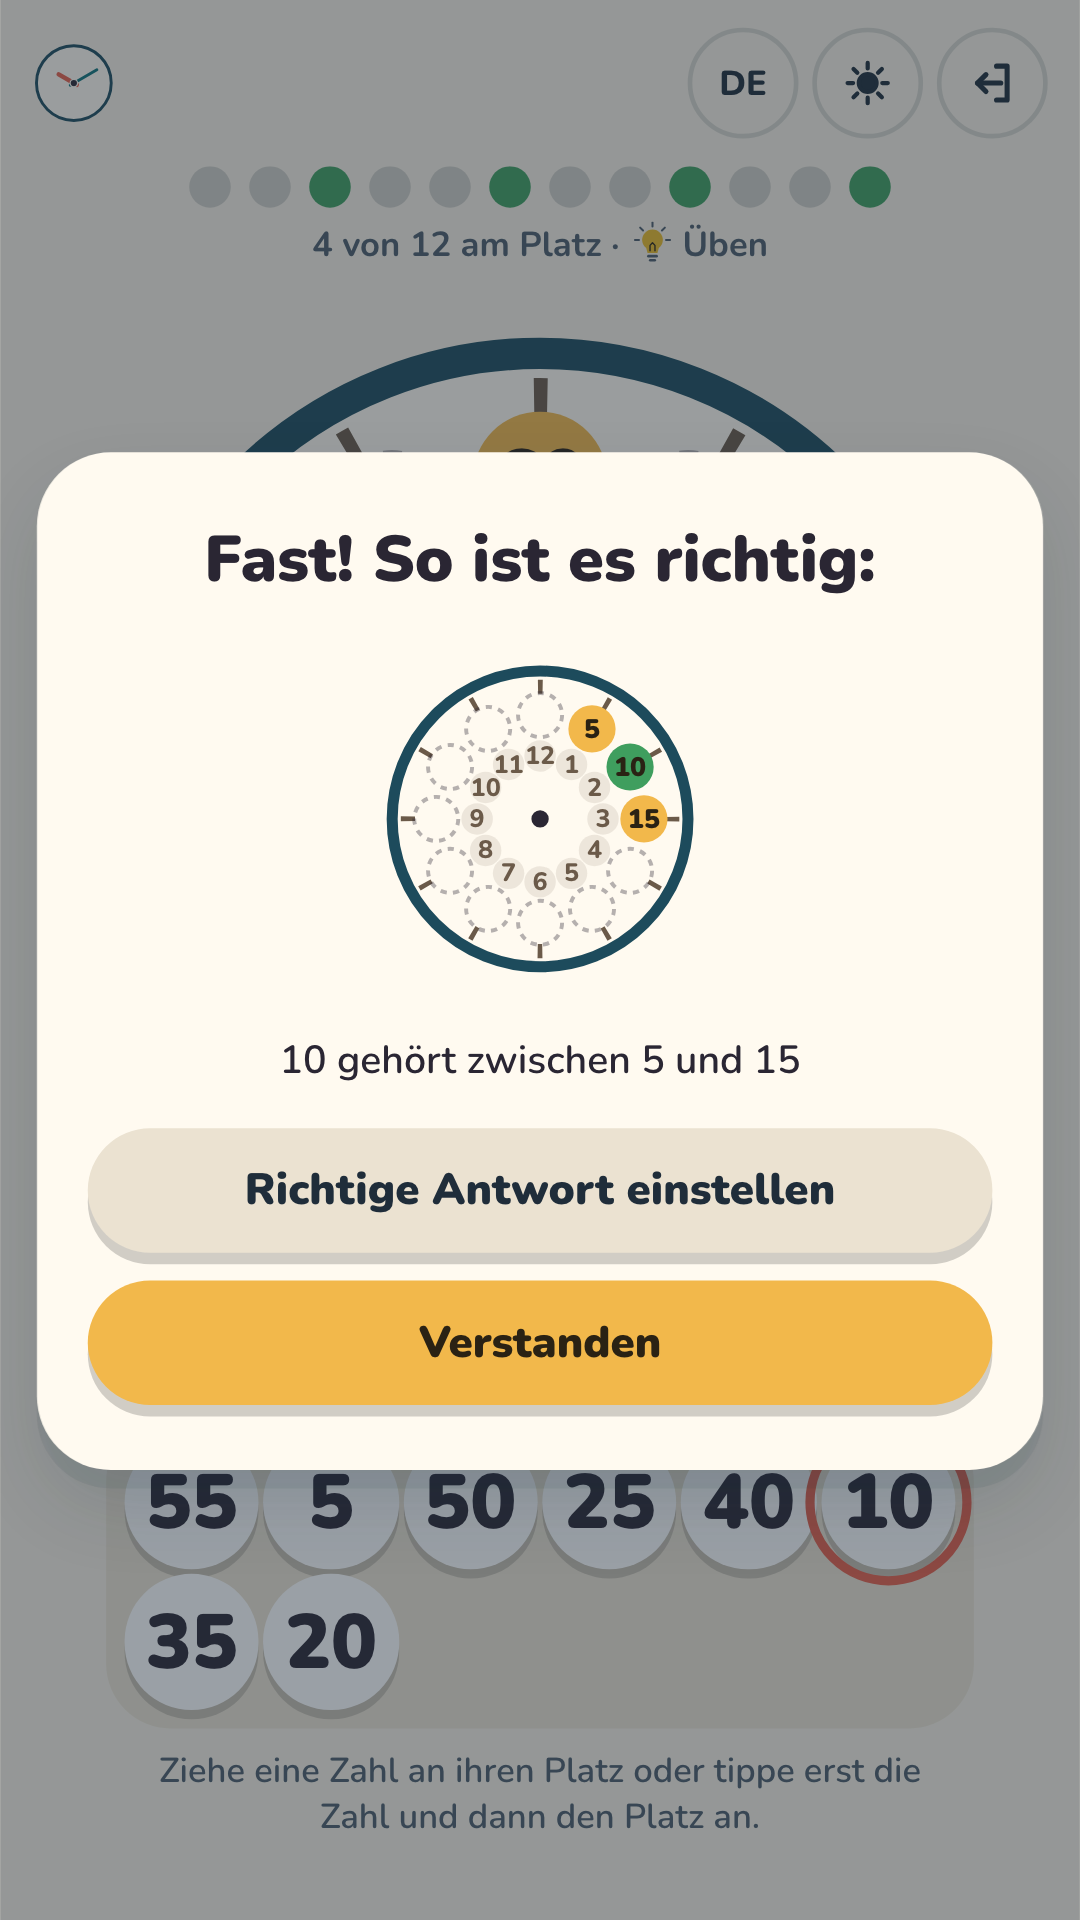 DE
4 von 12 am Platz · Üben
Fast! So ist es richtig:
5
10
15
12
1
2
3
4
5
6
7
8
9
10
11
10 gehört zwischen 5 und 15
Richtige Antwort einstellen
Verstanden
55 5 50 25 40 10
35 20
Ziehe eine Zahl an ihren Platz oder tippe erst die
Zahl und dann den Platz an.